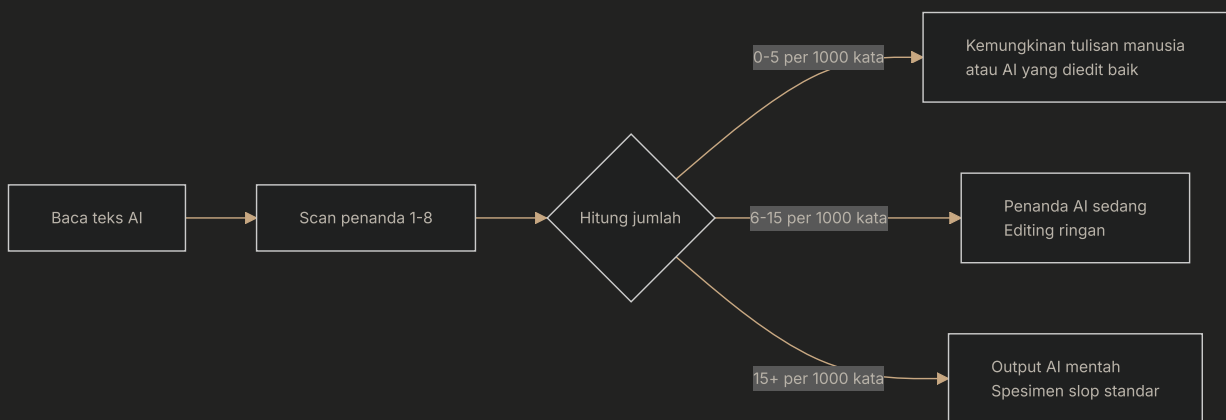 Baca teks AI
Scan penanda 1-8
Hitung jumlah
0-5 per 1000 kata
Kemungkinan tulisan manusia
atau AI yang diedit baik
6-15 per 1000 kata
Penanda AI sedang
Editing ringan
15+ per 1000 kata
Output AI mentah
Spesimen slop standar